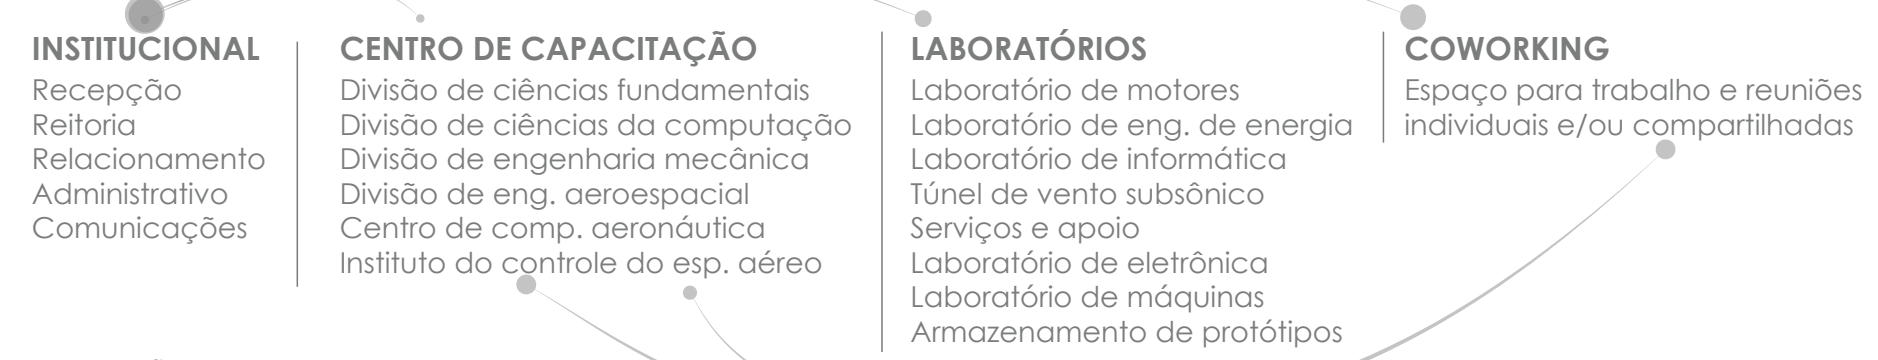 INSTITUCIONAL
Recepção
Reitoria
Relacionamento
Administrativo
Comunicações
CENTRO DE CAPACITAÇÃO
Divisão de ciências fundamentais
Divisão de ciências da computação
Divisão de engenharia mecânica
Divisão de eng. aeroespacial
Centro de comp. aeronáutica
Instituto do controle do esp. aéreo
LABORATÓRIOS
Laboratório de motores
Laboratório de eng. de energia
Laboratório de informática
Túnel de vento subsônico
Serviços e apoio
Laboratório de eletrônica
Laboratório de máquinas
Armazenamento de protótipos
COWORKING
Espaço para trabalho e reuniões
individuais e/ou compartilhadas